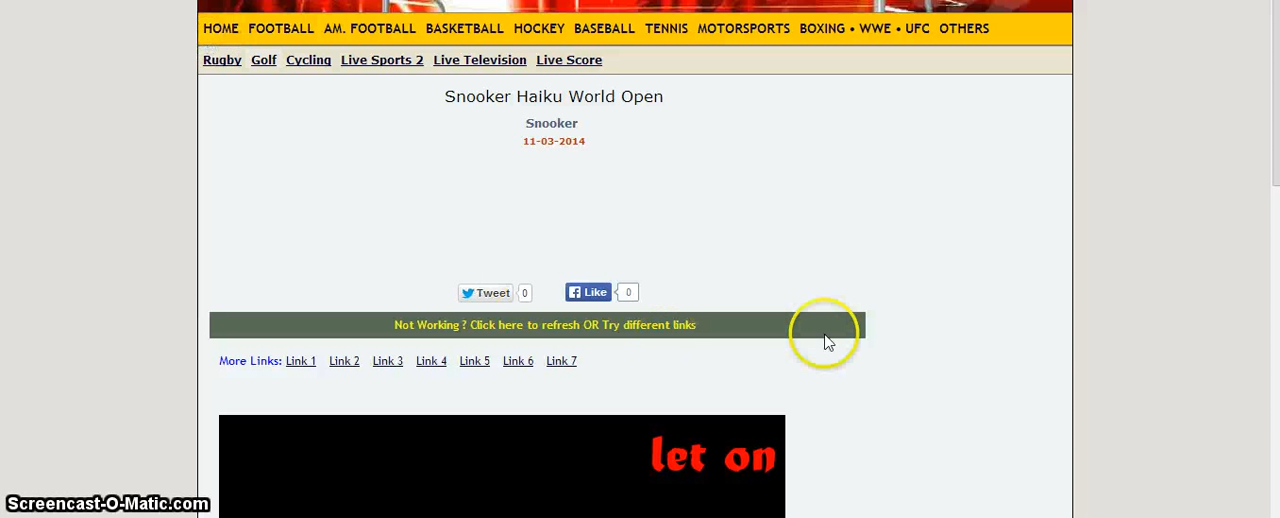 HOME FOOTBALL AM. FOOTBALL BASKETBALL HOCKEY BASEBALL TENNIS MOTORSPORTS BOXING • WWE • UFC OTHERS
Rugby Golf Cycling Live Sports 2 Live Television Live Score
Snooker Haiku World Open
Snooker
11-03-2014
Tweet 0 Like 0
Not Working ? Click here to refresh OR Try different links
More Links: Link 1 Link 2 Link 3 Link 4 Link 5 Link 6 Link 7
let on
Screencast-O-Matic.com